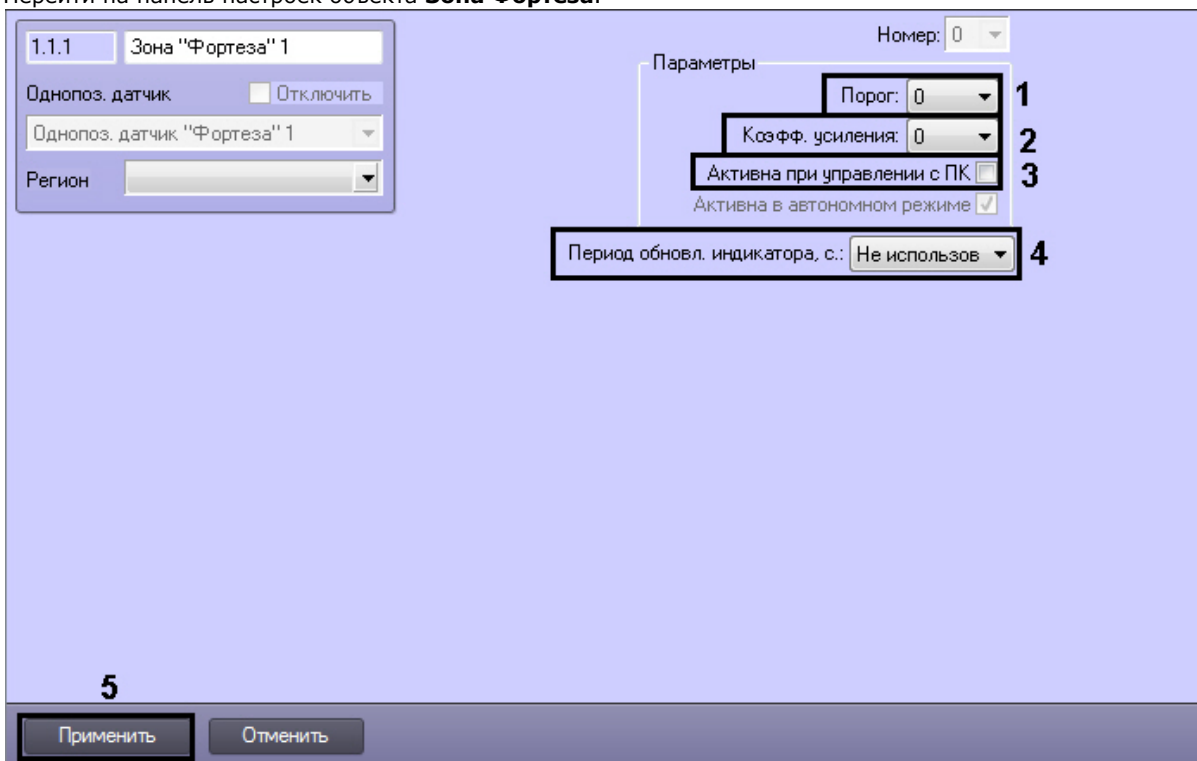 Перейти на панель настроек объекта Зона Фортеза.
1.1.1 Зона "Фортеза" 1
Однопоз. датчик Отключить
Однопоз. датчик "Фортеза" 1
Регион
Номер: 0
Параметры
Порог: 0 1
Коэфф. усиления: 0 2
Активна при управлении с ПК 3
Активна в автономном режиме
Период обновл. индикатора, с.: Не использов 4
5
Применить Отменить